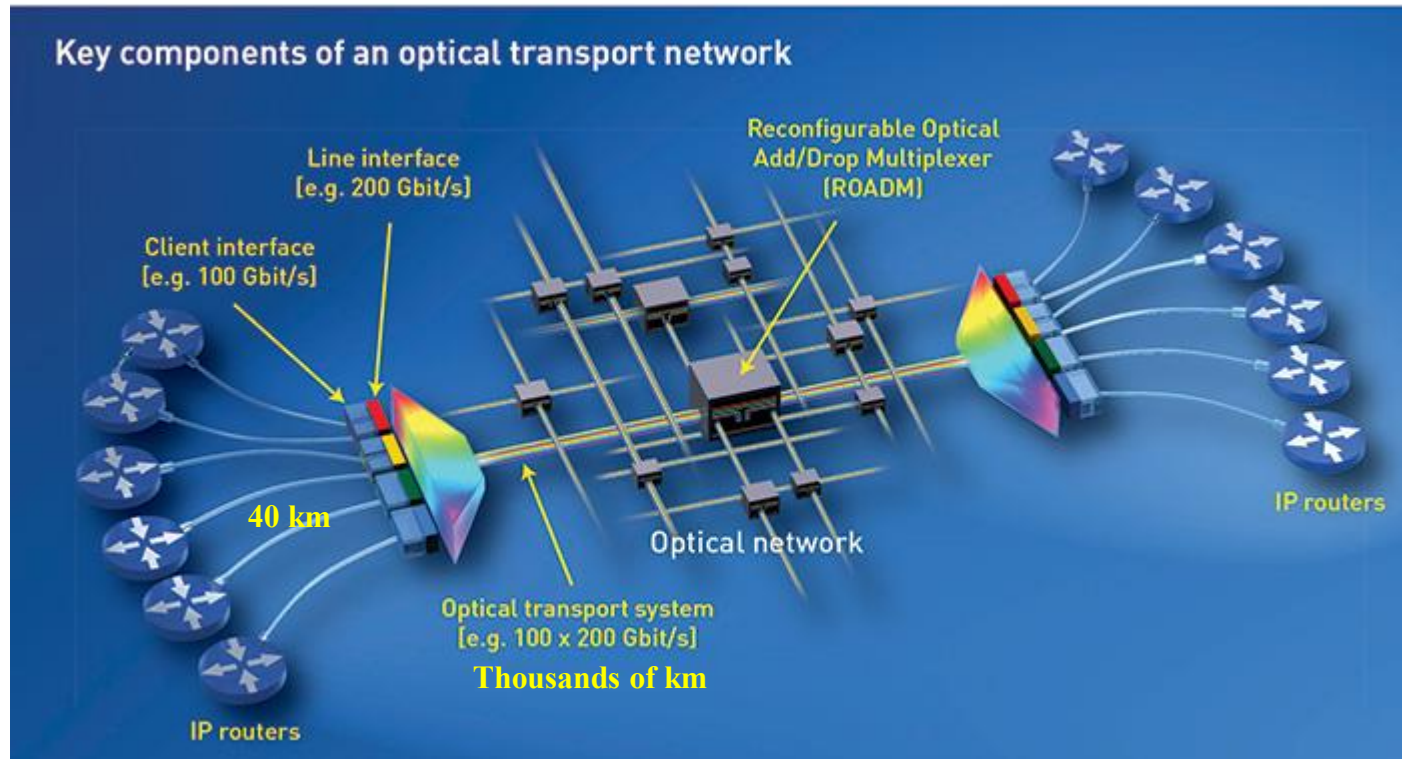 Key components of an optical transport network
Reconfigurable Optical
Add/Drop Multiplexer
(ROADM)
Line interface
[e.g. 200 Gbit/s]
Client interface
[e.g. 100 Gbit/s]
40 km
Optical network
IP routers
Optical transport system
[e.g. 100 x 200 Gbit/s]
Thousands of km
IP routers